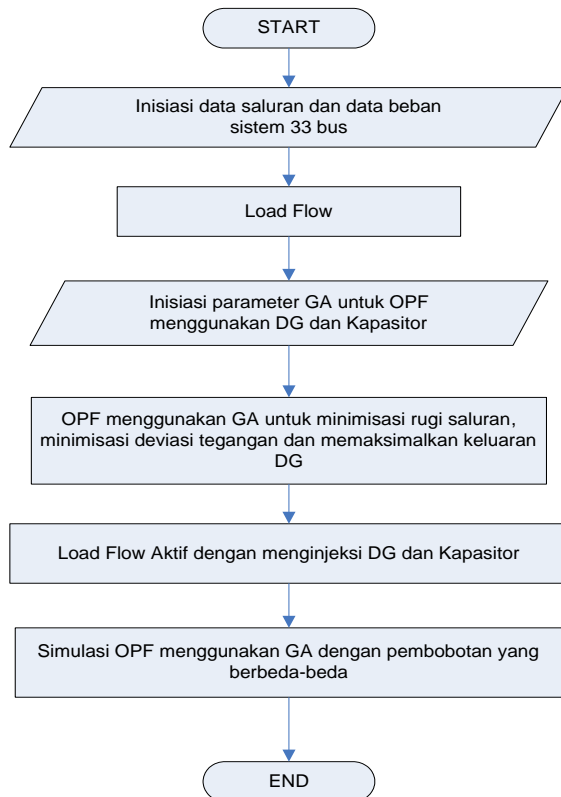 START
Inisiasi data saluran dan data beban
sistem 33 bus
Load Flow
Inisiasi parameter GA untuk OPF
menggunakan DG dan Kapasitor
OPF menggunakan GA untuk minimisasi rugi saluran,
minimisasi deviasi tegangan dan memaksimalkan keluaran
DG
Load Flow Aktif dengan menginjeksi DG dan Kapasitor
Simulasi OPF menggunakan GA dengan pembobotan yang
berbeda-beda
END